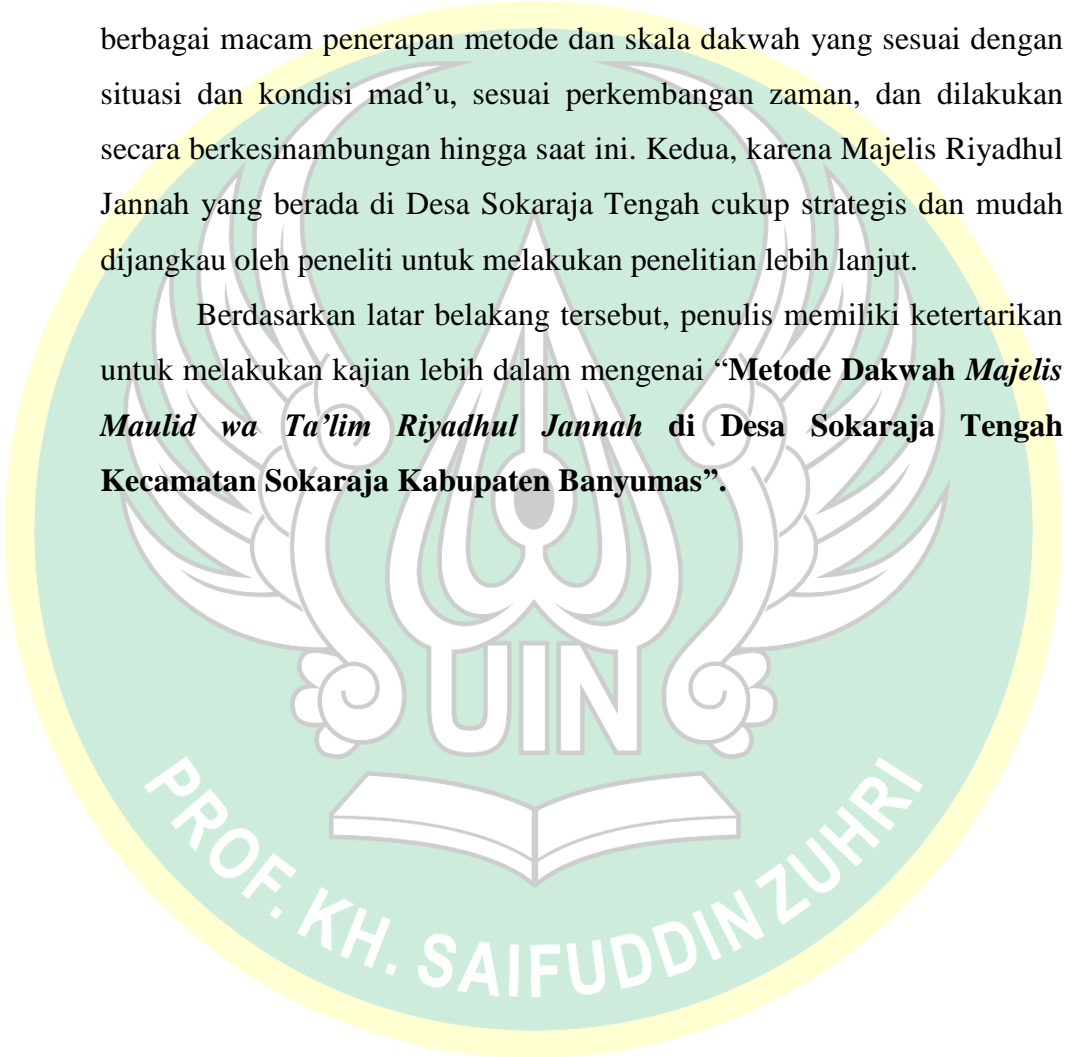 berbagai macam penerapan metode dan skala dakwah yang sesuai dengan
situasi dan kondisi mad'u, sesuai perkembangan zaman, dan dilakukan
secara berkesinambungan hingga saat ini. Kedua, karena Majelis Riyadhul
Jannah yang berada di Desa Sokaraja Tengah cukup strategis dan mudah
dijangkau oleh peneliti untuk melakukan penelitian lebih lanjut.
Berdasarkan latar belakang tersebut, penulis memiliki ketertarikan
untuk melakukan kajian lebih dalam mengenai “Metode Dakwah Majelis
Maulid wa Ta’lim Riyadhul Jannah di Desa Sokaraja Tengah
Kecamatan Sokaraja Kabupaten Banyumas”.
UIN
PROF. KH. SAIFUDDIN ZUHRI